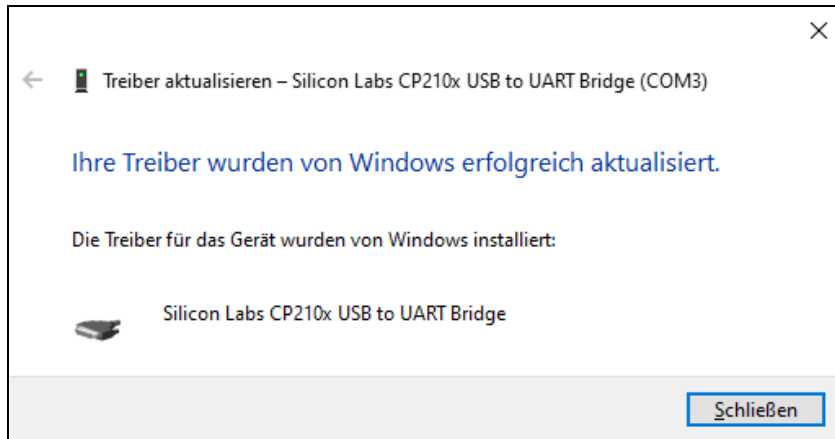 Treiber aktualisieren – Silicon Labs CP210x USB to UART Bridge (COM3)
Ihre Treiber wurden von Windows erfolgreich aktualisiert.
Die Treiber für das Gerät wurden von Windows installiert:
Silicon Labs CP210x USB to UART Bridge
Schließen